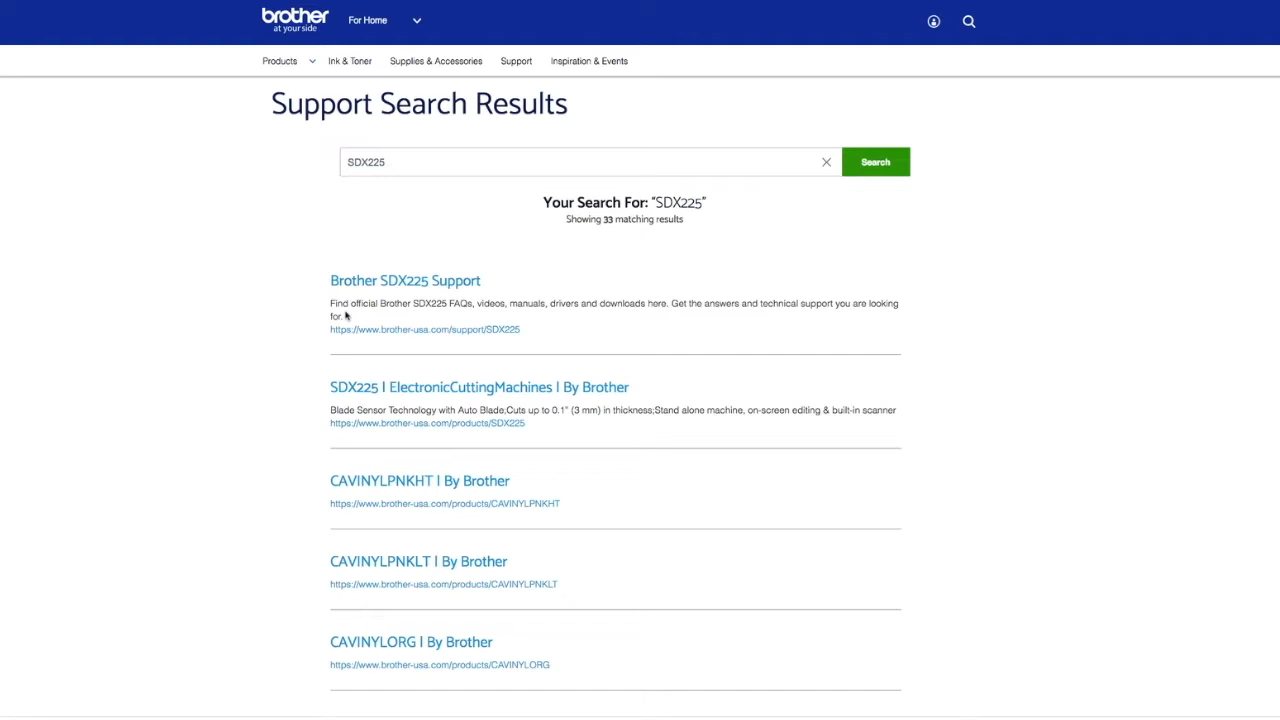 brother
at your side
For Home
Products
Ink & Toner
Supplies & Accessories
Support
Inspiration & Events
Support Search Results
SDX225
Search
Your Search For: "SDX225"
Showing 33 matching results
Brother SDX225 Support
Find official Brother SDX225 FAQs, videos, manuals, drivers and downloads here. Get the answers and technical support you are looking
for.
https://www.brother-usa.com/support/SDX225
SDX225 | ElectronicCuttingMachines | By Brother
Blade Sensor Technology with Auto Blade;Cuts up to 0.1" (3 mm) in thickness;Stand alone machine, on-screen editing & built-in scanner
https://www.brother-usa.com/products/SDX225
CAVINYLPNKHT | By Brother
https://www.brother-usa.com/products/CAVINYLPNKHT
CAVINYLPNKLT | By Brother
https://www.brother-usa.com/products/CAVINYLPNKLT
CAVINYLORG | By Brother
https://www.brother-usa.com/products/CAVINYLORG